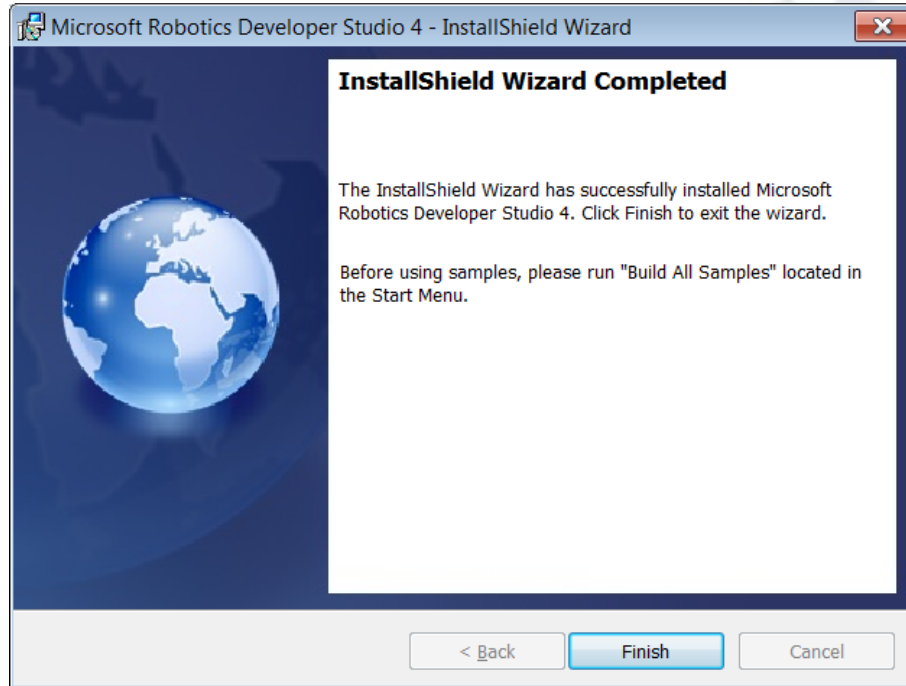 Microsoft Robotics Developer Studio 4 - InstallShield Wizard
InstallShield Wizard Completed
The InstallShield Wizard has successfully installed Microsoft
Robotics Developer Studio 4. Click Finish to exit the wizard.
Before using samples, please run "Build All Samples" located in
the Start Menu.
< Back
Finish
Cancel